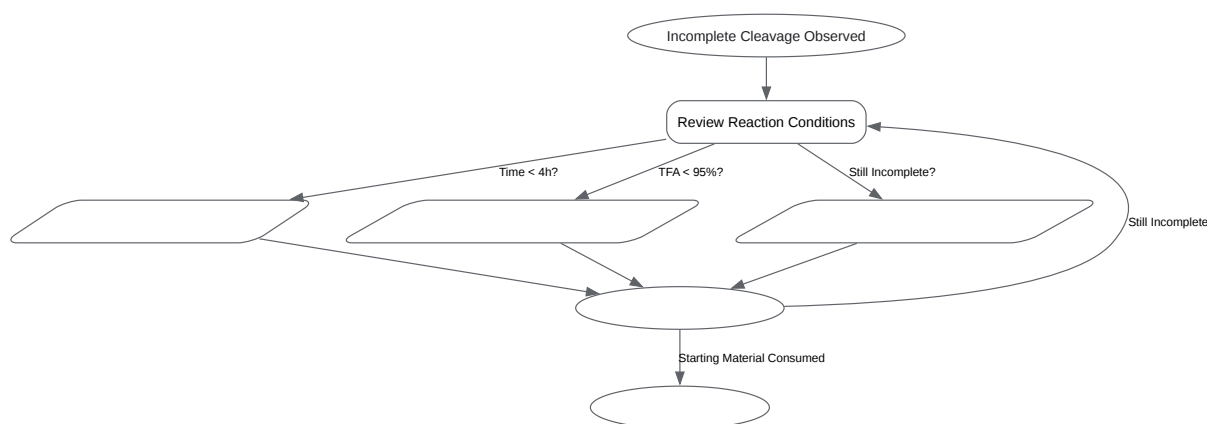 Incomplete Cleavage Observed
Review Reaction Conditions
Time < 4h?
TFA < 95%?
Still Incomplete?
Still Incomplete
Starting Material Consumed